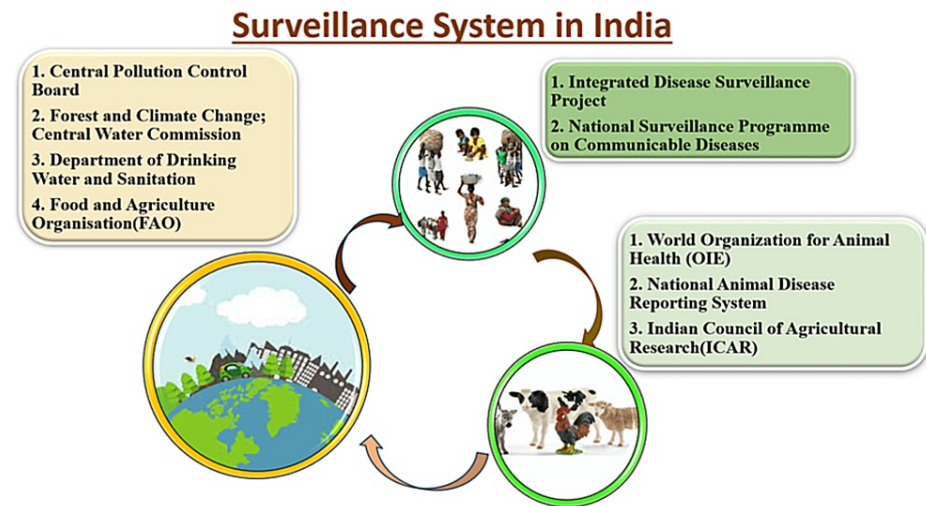 Surveillance System in India
1. Central Pollution Control
Board
2. Forest and Climate Change;
Central Water Commission
3. Department of Drinking
Water and Sanitation
4. Food and Agriculture
Organisation(FAO)
1. Integrated Disease Surveillance
Project
2. National Surveillance Programme
on Communicable Diseases
1. World Organization for Animal
Health (OIE)
2. National Animal Disease
Reporting System
3. Indian Council of Agricultural
Research(ICAR)